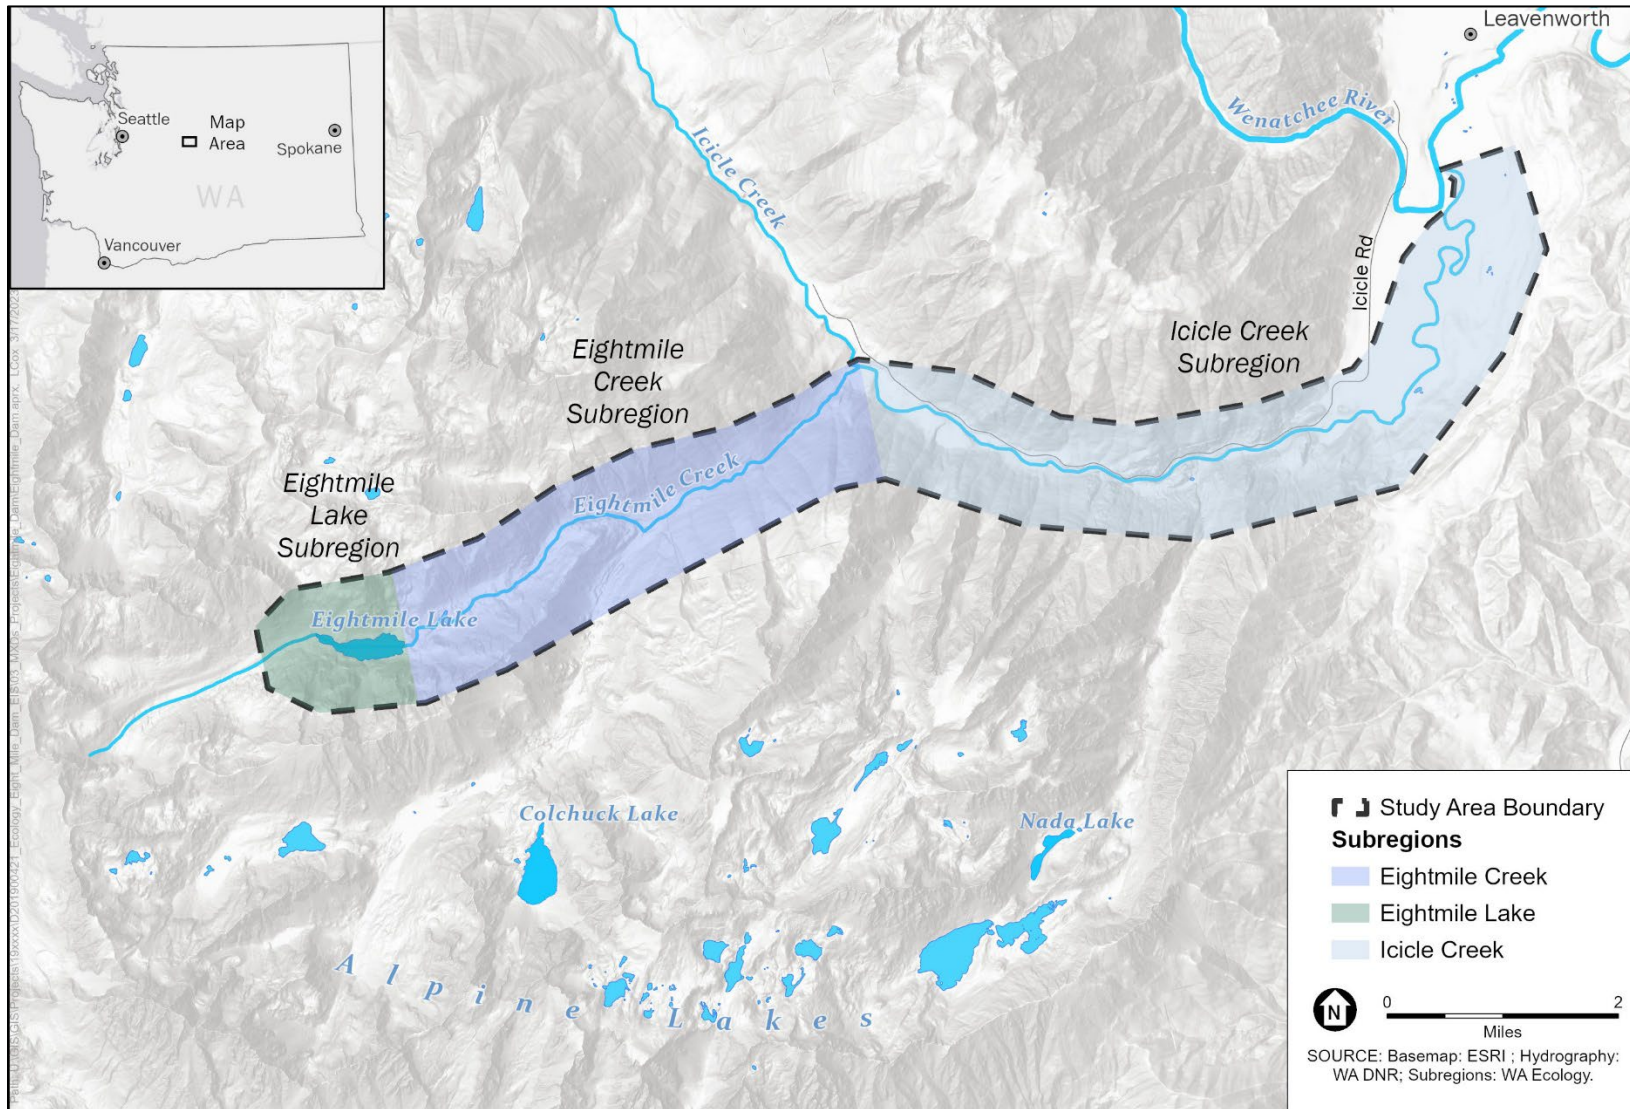 Leavenworth
Seattle
Map
Area
Spokane
WA
Vancouver
Wenatchee River
Icicle Creek
Icicle Rd
Icicle Creek
Subregion
Eightmile
Creek
Subregion
Eightmile
Lake
Subregion
Eightmile Creek
Eightmile Lake
Colchuck Lake
Nada Lake
Alpine Lakes
Study Area Boundary
Subregions
Eightmile Creek
Eightmile Lake
Icicle Creek
N
0 2
Miles
SOURCE: Basemap: ESRI ; Hydrography:
WA DNR; Subregions: WA Ecology.